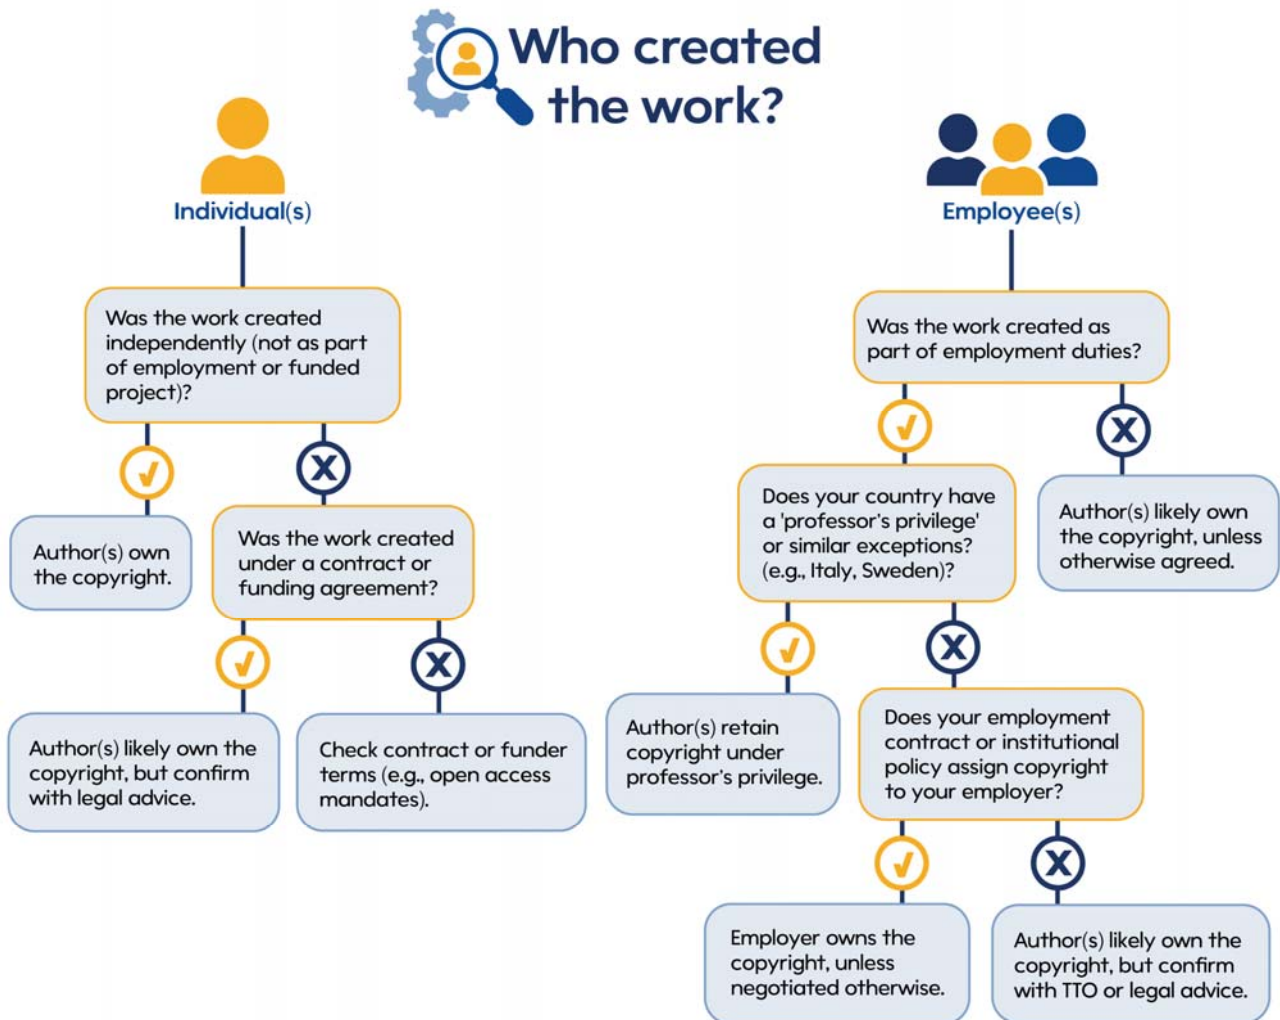 Who created
the work?
Individual(s)
Was the work created
independently (not as part
of employment or funded
project)?
Author(s) own
the copyright.
Was the work created
under a contract or
funding agreement?
Author(s) likely own the
copyright, but confirm
with legal advice.
Check contract or funder
terms (e.g., open access
mandates).
Employee(s)
Was the work created as
part of employment duties?
Does your country have
a 'professor's privilege'
or similar exceptions?
(e.g., Italy, Sweden)?
Author(s) likely own
the copyright, unless
otherwise agreed.
Author(s) retain
copyright under
professor's privilege.
Does your employment
contract or institutional
policy assign copyright
to your employer?
Employer owns the
copyright, unless
negotiated otherwise.
Author(s) likely own the
copyright, but confirm
with TTO or legal advice.